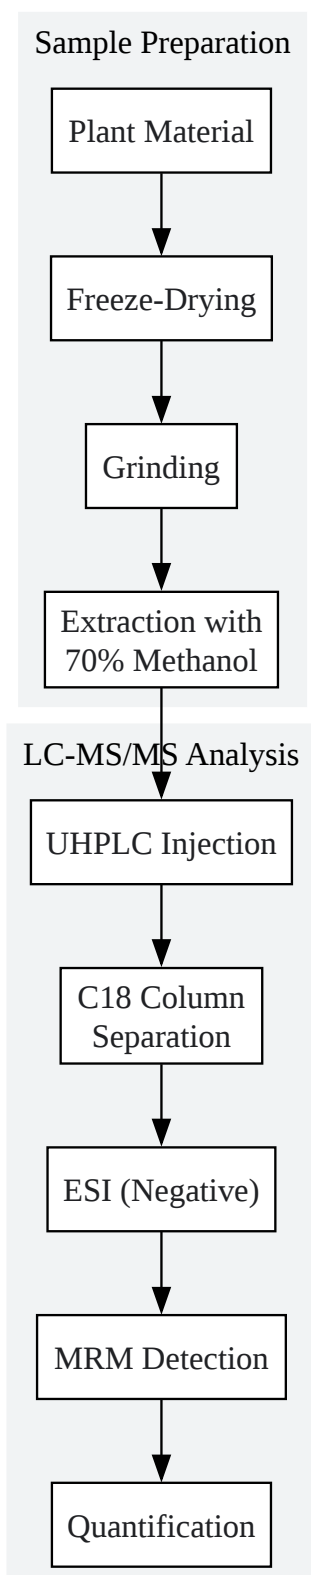 Sample Preparation
Plant Material
Freeze-Drying
Grinding
Extraction with
70% Methanol
LC-MS/MS Analysis
UHPLC Injection
C18 Column
Separation
ESI (Negative)
MRM Detection
Quantification